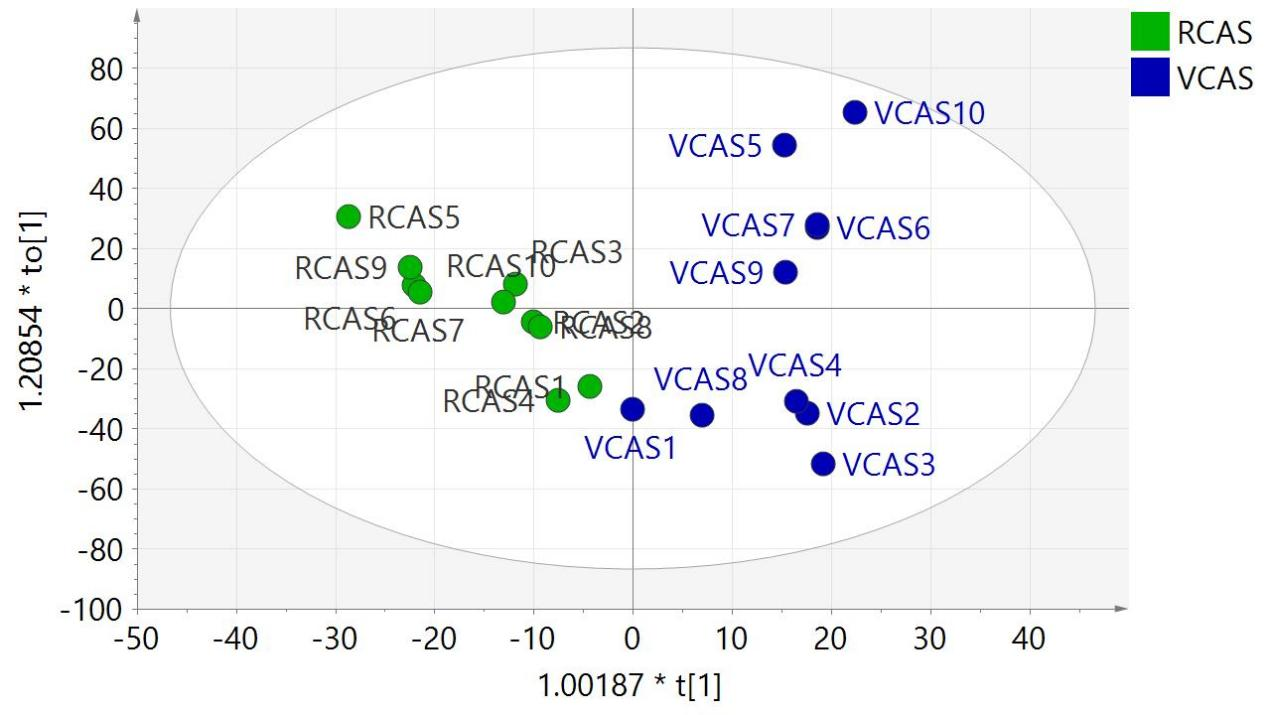 RCAS
VCAS
1.20854 * to[1]
80
60
40
20
0
-20
-40
-60
-80
-100
VCAS10
VCAS5
RCAS5
VCAS7
VCAS6
RCAS3
RCAS9
RCAS10
VCAS9
RCAS6
RCAS7
RCAS2
RCAS8
VCAS4
VCAS8
RCAS1
RCAS4
VCAS2
VCAS1
VCAS3
-50
-40
-30
-20
-10
0
10
20
30
40
1.00187 * t[1]